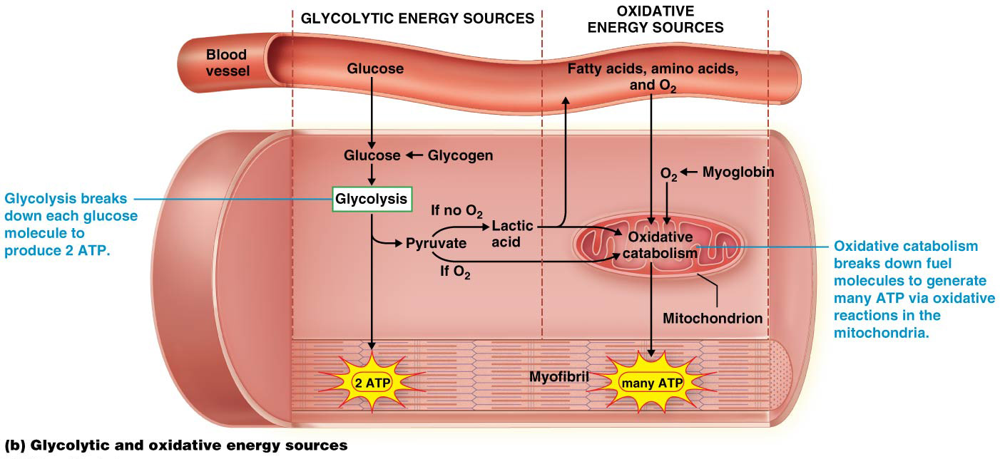 GLYCOLYTIC ENERGY SOURCES
OXIDATIVE
ENERGY SOURCES
Blood
vessel
Glucose
Fatty acids, amino acids,
and O₂
Glucose
Glycogen
O₂
Myoglobin
Glycolysis breaks
down each glucose
molecule to
produce 2 ATP.
Glycolysis
If no O₂
Pyruvate
Lactic
acid
If O₂
Oxidative
catabolism
Oxidative catabolism
breaks down fuel
molecules to generate
many ATP via oxidative
reactions in the
mitochondria.
Mitochondrion
2 ATP
Myofibril
many ATP
(b) Glycolytic and oxidative energy sources